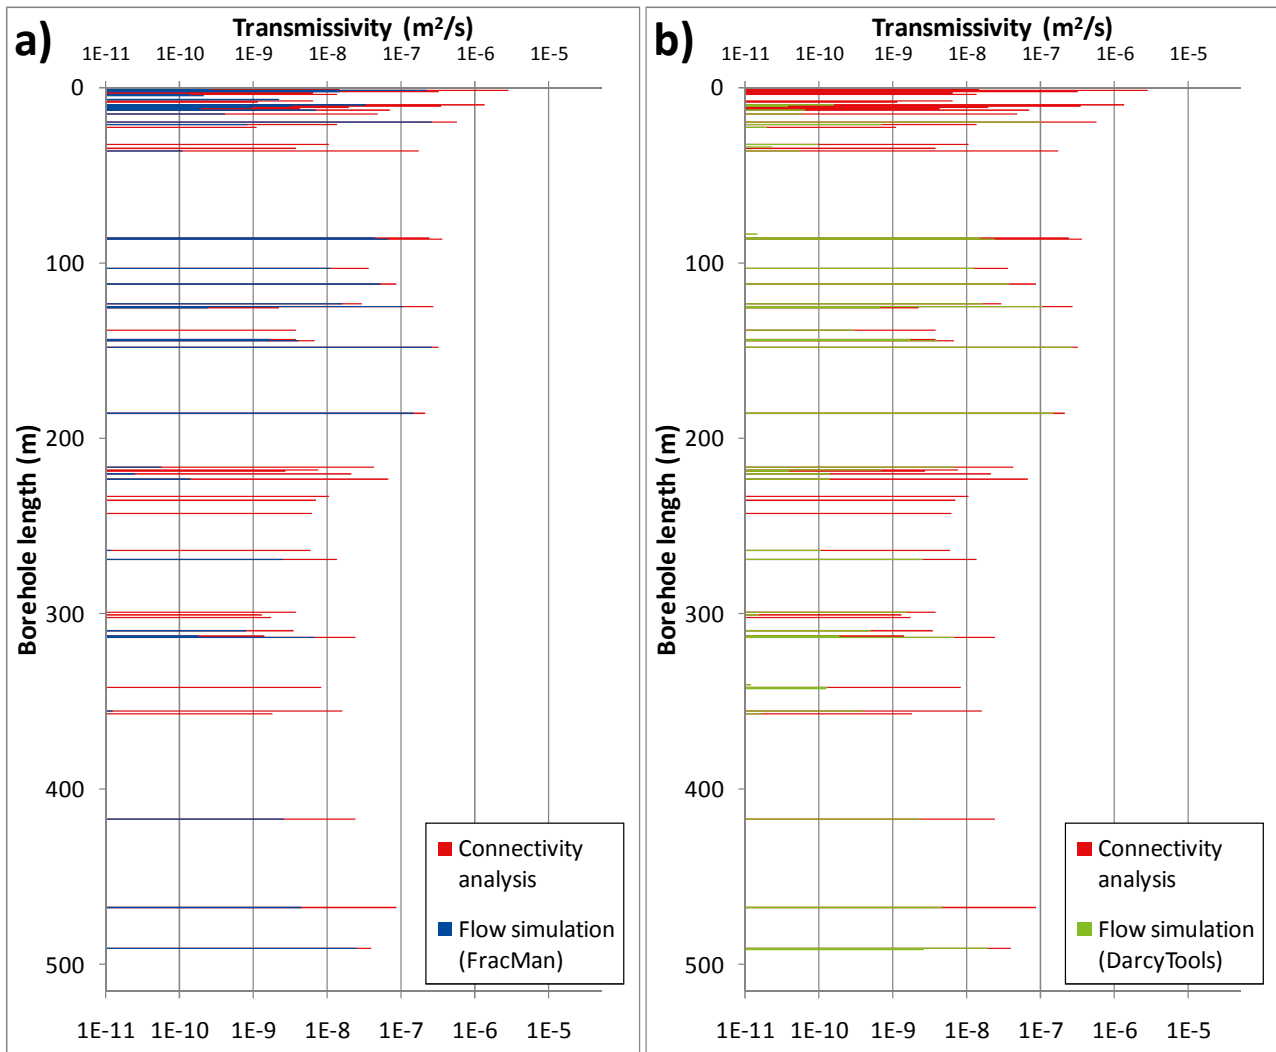 a)
Transmissivity (m²/s)
1E-11 1E-10 1E-9 1E-8 1E-7 1E-6 1E-5
0
100
200
300
400
500
Borehole length (m)
Connectivity
analysis
Flow simulation
(FracMan)
1E-11 1E-10 1E-9 1E-8 1E-7 1E-6 1E-5
b)
Transmissivity (m²/s)
1E-11 1E-10 1E-9 1E-8 1E-7 1E-6 1E-5
0
100
200
300
400
500
Borehole length (m)
Connectivity
analysis
Flow simulation
(DarcyTools)
1E-11 1E-10 1E-9 1E-8 1E-7 1E-6 1E-5